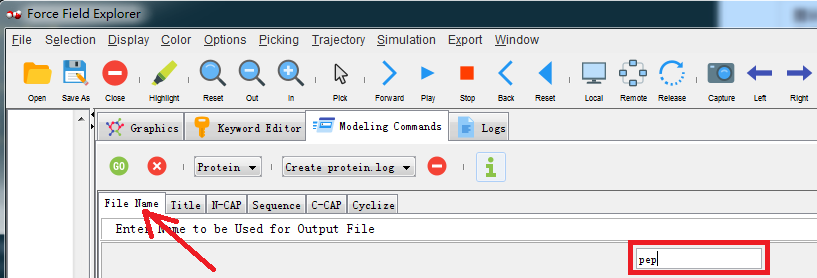 Force Field Explorer
File Selection Display Color Options Picking Trajectory Simulation Export Window
Open Save As Close Highlight Reset Out In Pick Forward Play Stop Back Reset Local Remote Release Capture Left Right
Graphics Keyword Editor Modeling Commands Logs
GO Protein Create protein.log i
File Name Title N-CAP Sequence C-CAP Cyclize
Enter Name to be Used for Output File
pep